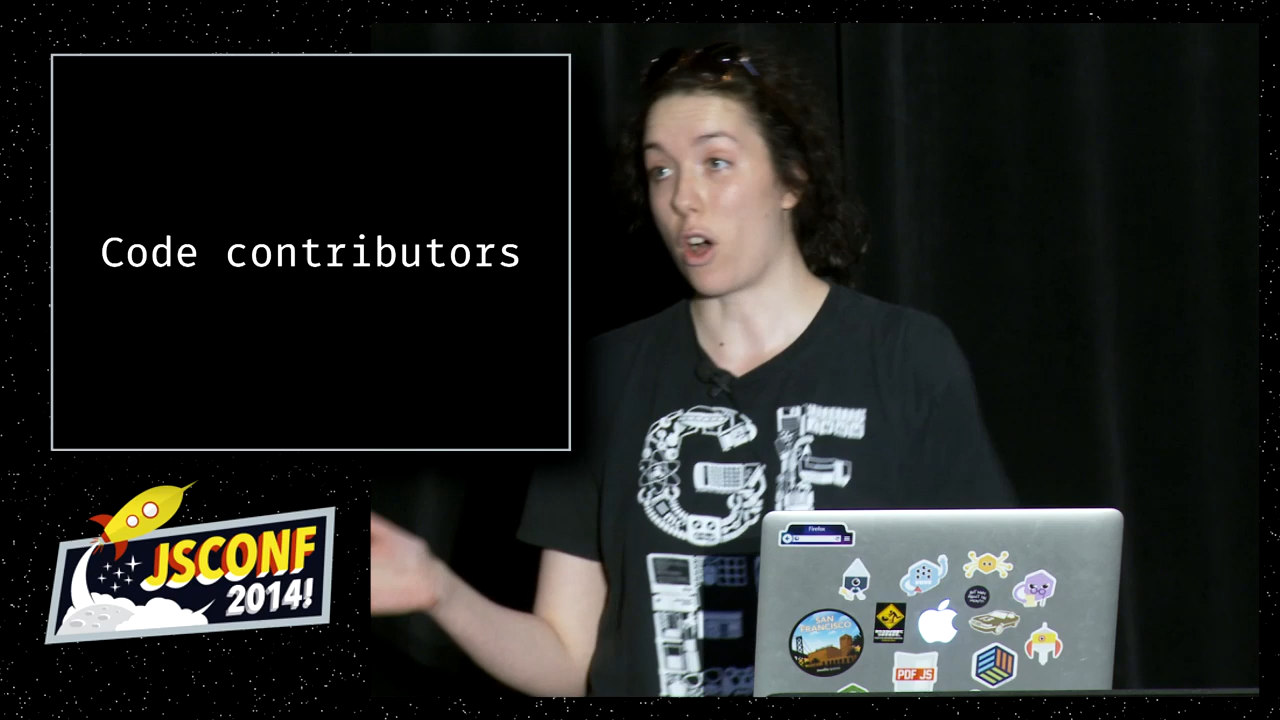 Code contributors
JSCONF
2014!
G
E
Firefox
SAN
FRANCISCO
PDF JS